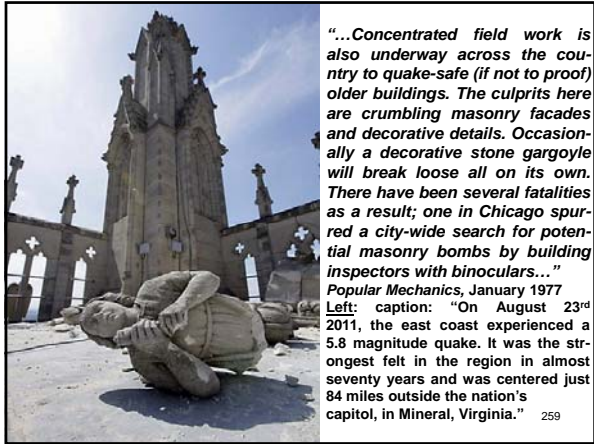 “…Concentrated field work is
also underway across the cou-
ntry to quake-safe (if not to proof)
older buildings. The culprits here
are crumbling masonry facades
and decorative details. Occasion-
ally a decorative stone gargoyle
will break loose all on its own.
There have been several fatalities
as a result; one in Chicago spur-
red a city-wide search for poten-
tial masonry bombs by building
inspectors with binoculars…”
Popular Mechanics, January 1977
Left: caption: “On August 23rd
2011, the east coast experienced a
5.8 magnitude quake. It was the str-
ongest felt in the region in almost
seventy years and was centered just
84 miles outside the nation’s
capitol, in Mineral, Virginia.” 259